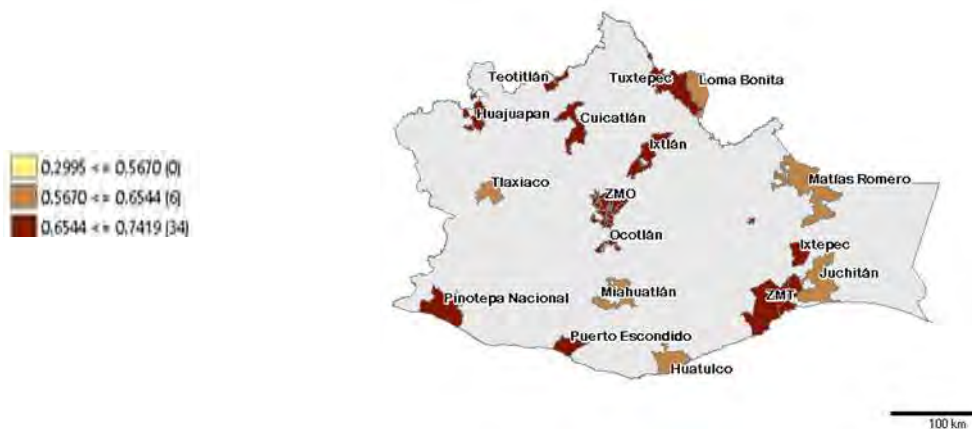 0.2995 <= 0.5670 (0)
0.5670 <= 0.6544 (6)
0.6544 <= 0.7419 (34)
Teotitlán
Tuxtepec
Loma Bonita
Huajuapan
Cuicatlán
Ixtlán
Tlaxiaco
Matías Romero
ZMO
Ocotlán
Ixtepec
Juchitán
Pinotepa Nacional
Miahuatlán
ZMT
Puerto Escondido
Huatulco
100 km